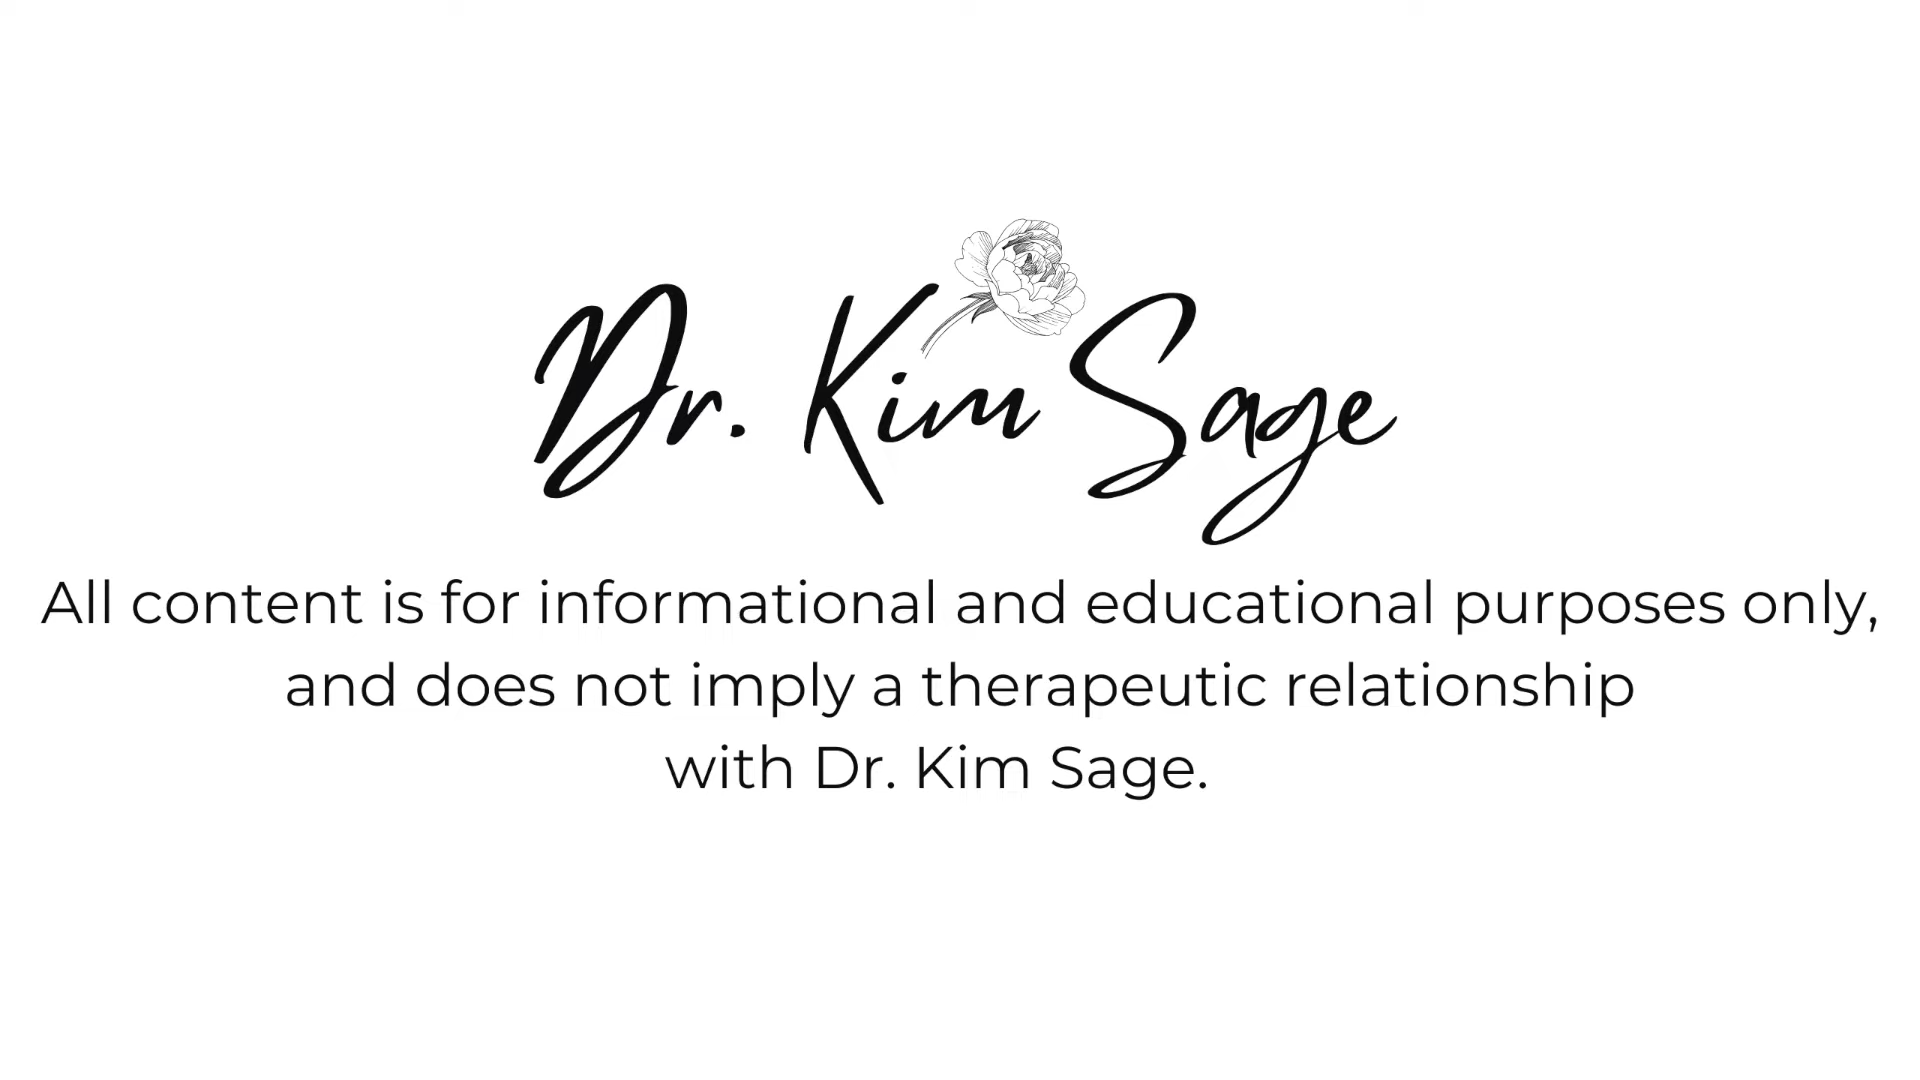 Dr. Kim Sage
All content is for informational and educational purposes only,
and does not imply a therapeutic relationship
with Dr. Kim Sage.